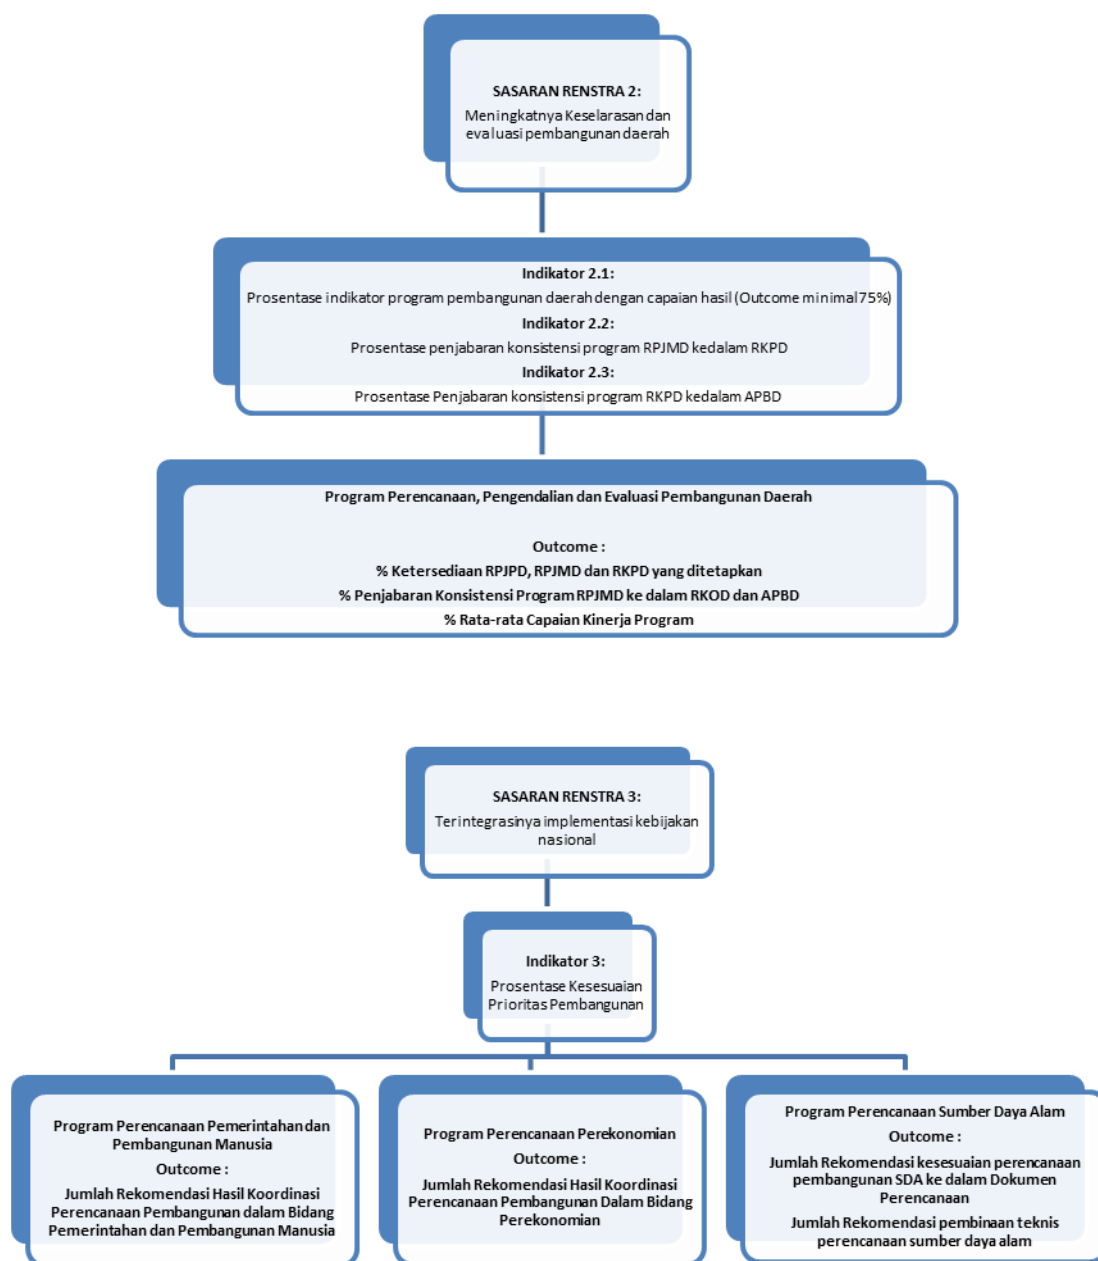 SASARAN RENSTRA 2:
Meningkatnya Keselarasan dan
evaluasi pembangunan daerah
Indikator 2.1:
Prosentase indikator program pembangunan daerah dengan capaian hasil (Outcome minimal 75%)
Indikator 2.2:
Prosentase penjabaran konsistensi program RPJMD kedalam RKPD
Indikator 2.3:
Prosentase Penjabaran konsistensi program RKPD kedalam APBD
Program Perencanaan, Pengendalian dan Evaluasi Pembangunan Daerah
Outcome :
% Ketersediaan RPJPD, RPJMD dan RKPD yang ditetapkan
% Penjabaran Konsistensi Program RPJMD ke dalam RKOD dan APBD
% Rata-rata Capaian Kinerja Program
SASARAN RENSTRA 3:
Terintegrasinya implementasi kebijakan
nasional
Indikator 3:
Prosentase Kesesuaian
Prioritas Pembangunan
Program Perencanaan Pemerintahan dan
Pembangunan Manusia
Outcome :
Jumlah Rekomendasi Hasil Koordinasi
Perencanaan Pembangunan dalam Bidang
Pemerintahan dan Pembangunan Manusia
Program Perencanaan Perekonomian
Outcome :
Jumlah Rekomendasi Hasil Koordinasi
Perencanaan Pembangunan Dalam Bidang
Perekonomian
Program Perencanaan Sumber Daya Alam
Outcome :
Jumlah Rekomendasi kesesuaian perencanaan
pembangunan SDA ke dalam Dokumen
Perencanaan
Jumlah Rekomendasi pembinaan teknis
perencanaan sumber daya alam